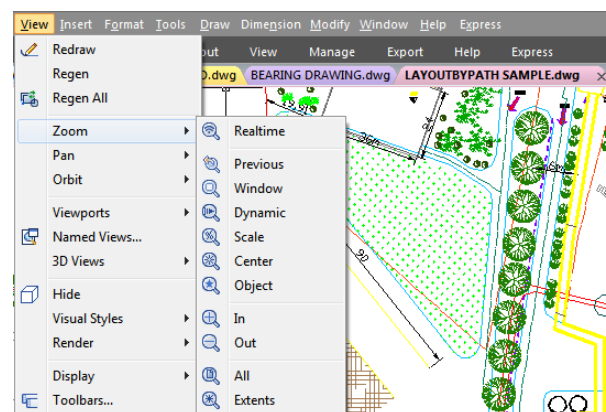 View Insert Format Tools Draw Dimension Modify Window Help Express
out View Manage Export Help Express
D.dwg BEARING DRAWING.dwg LAYOUTBYPATH SAMPLE.dwg
Redraw
Regen
Regen All
Zoom
Pan
Orbit
Viewports
Named Views...
3D Views
Hide
Visual Styles
Render
Display
Toolbars...
Realtime
Previous
Window
Dynamic
Scale
Center
Object
In
Out
All
Extents
90